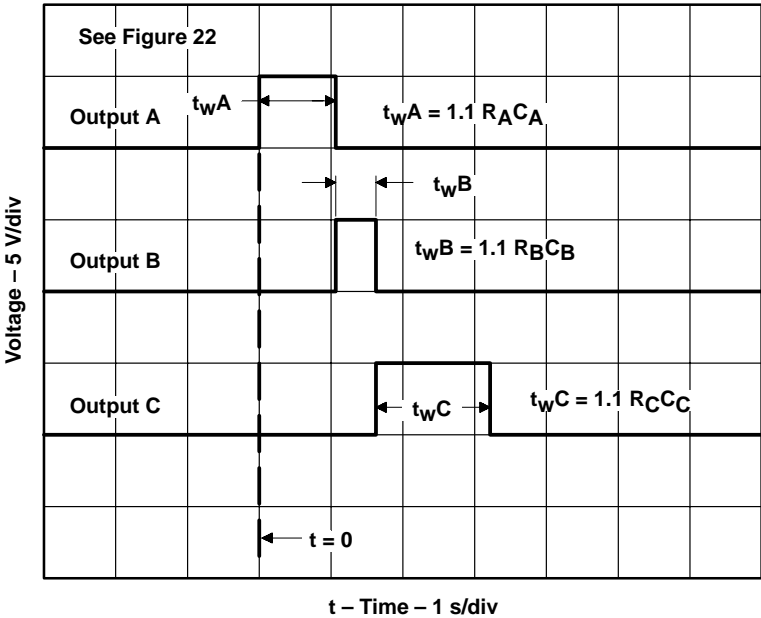 See Figure 22
twA
Output A
twA = 1.1 RACA
twB
Output B
twB = 1.1 RBCB
Output C
twC
twC = 1.1 RCCC
t = 0
Voltage – 5 V/div
t – Time – 1 s/div